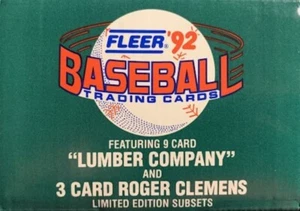 FLEER '92
BASEBALL
TRADING CARDS
FEATURING 9 CARD
"LUMBER COMPANY"
AND
3 CARD ROGER CLEMENS
LIMITED EDITION SUBSETS